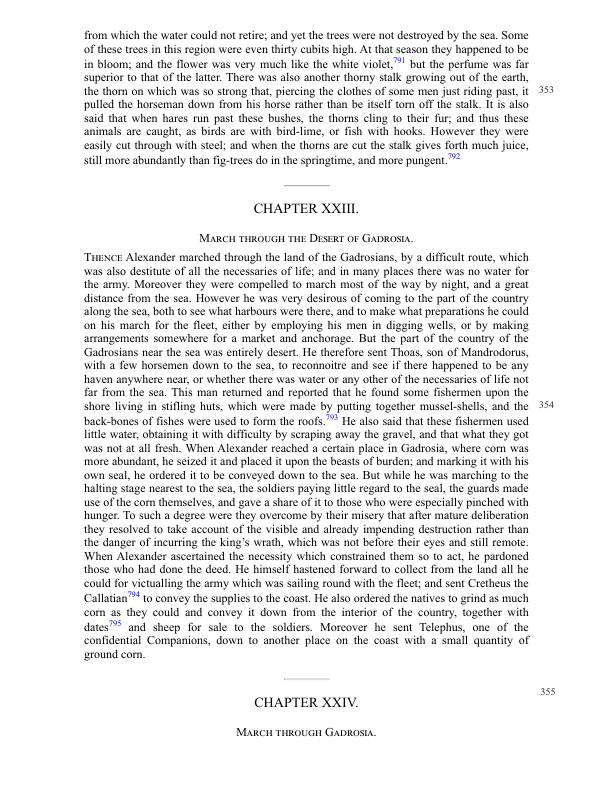 from which the water could not retire; and yet the trees were not destroyed by the sea. Some
of these trees in this region were even thirty cubits high. At that season they happened to be
in bloom; and the flower was very much like the white violet,791 but the perfume was far
superior to that of the latter. There was also another thorny stalk growing out of the earth,
the thorn on which was so strong that, piercing the clothes of some men just riding past, it 353
pulled the horseman down from his horse rather than be itself torn off the stalk. It is also
said that when hares run past these bushes, the thorns cling to their fur; and thus these
animals are caught, as birds are with bird-lime, or fish with hooks. However they were
easily cut through with steel; and when the thorns are cut the stalk gives forth much juice,
still more abundantly than fig-trees do in the springtime, and more pungent.792
CHAPTER XXIII.
March through the Desert of Gadrosia.
Thence Alexander marched through the land of the Gadrosians, by a difficult route, which
was also destitute of all the necessaries of life; and in many places there was no water for
the army. Moreover they were compelled to march most of the way by night, and a great
distance from the sea. However he was very desirous of coming to the part of the country
along the sea, both to see what harbours were there, and to make what preparations he could
on his march for the fleet, either by employing his men in digging wells, or by making
arrangements somewhere for a market and anchorage. But the part of the country of the
Gadrosians near the sea was entirely desert. He therefore sent Thoas, son of Mandrodorus,
with a few horsemen down to the sea, to reconnoitre and see if there happened to be any
haven anywhere near, or whether there was water or any other of the necessaries of life not
far from the sea. This man returned and reported that he found some fishermen upon the
shore living in stifling huts, which were made by putting together mussel-shells, and the 354
back-bones of fishes were used to form the roofs.793 He also said that these fishermen used
little water, obtaining it with difficulty by scraping away the gravel, and that what they got
was not at all fresh. When Alexander reached a certain place in Gadrosia, where corn was
more abundant, he seized it and placed it upon the beasts of burden; and marking it with his
own seal, he ordered it to be conveyed down to the sea. But while he was marching to the
halting stage nearest to the sea, the soldiers paying little regard to the seal, the guards made
use of the corn themselves, and gave a share of it to those who were especially pinched with
hunger. To such a degree were they overcome by their misery that after mature deliberation
they resolved to take account of the visible and already impending destruction rather than
the danger of incurring the king’s wrath, which was not before their eyes and still remote.
When Alexander ascertained the necessity which constrained them so to act, he pardoned
those who had done the deed. He himself hastened forward to collect from the land all he
could for victualling the army which was sailing round with the fleet; and sent Cretheus the
Callatian794 to convey the supplies to the coast. He also ordered the natives to grind as much
corn as they could and convey it down from the interior of the country, together with
dates795 and sheep for sale to the soldiers. Moreover he sent Telephus, one of the
confidential Companions, down to another place on the coast with a small quantity of
ground corn.
355
CHAPTER XXIV.
March through Gadrosia.